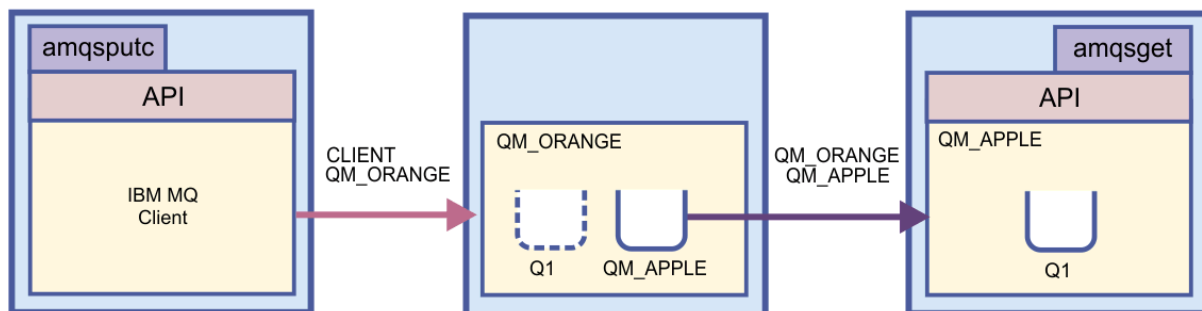 amqsputc
API
IBM MQ
Client
CLIENT
QM_ORANGE
QM_ORANGE
Q1
QM_APPLE
QM_ORANGE
QM_APPLE
amqsget
API
QM_APPLE
Q1